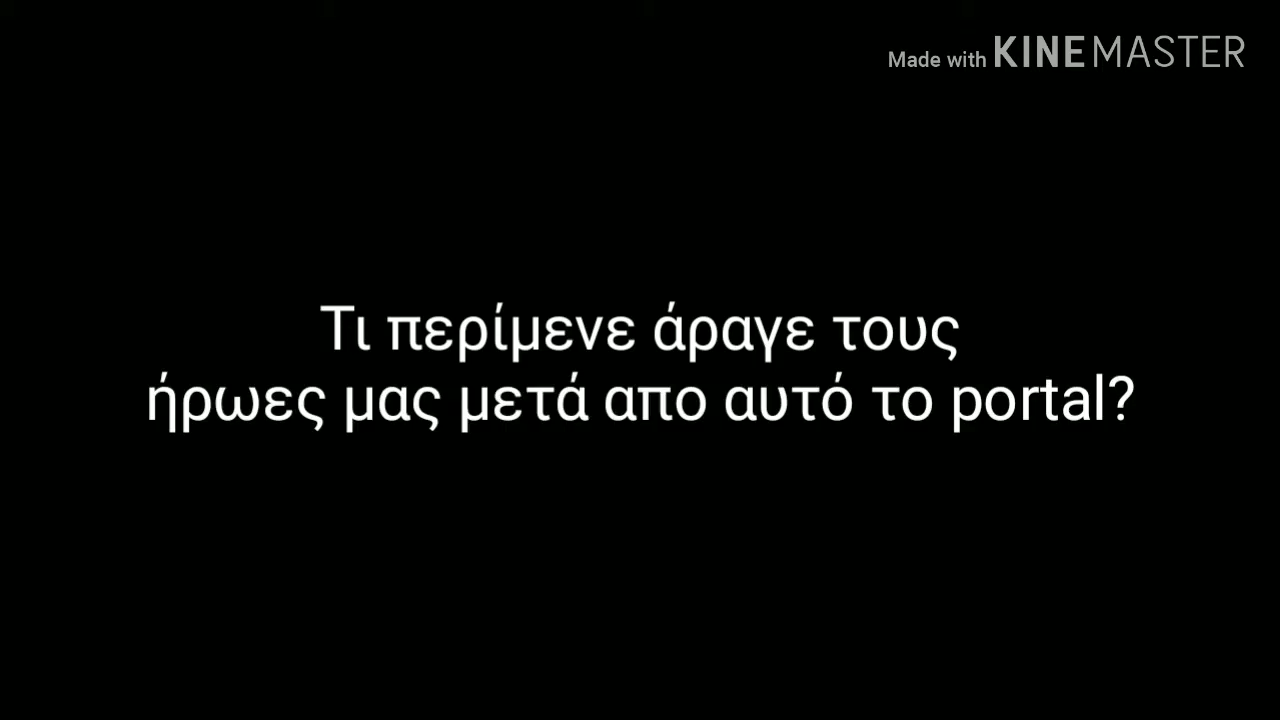 Made with KINEMASTER
Τι περίμενε άραγε τους
ήρωες μας μετά απο αυτό το portal?